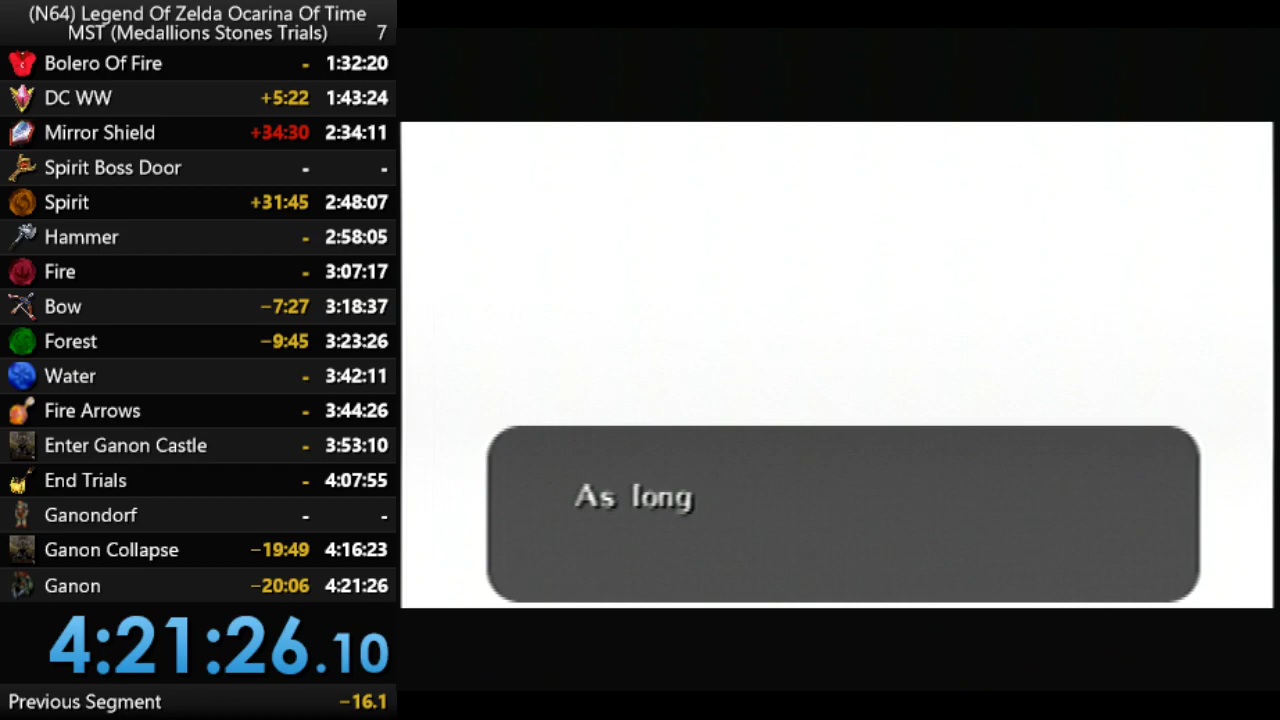 (N64) Legend Of Zelda Ocarina Of Time
MST (Medallions Stones Trials) 7
Bolero Of Fire - 1:32:20
DC WW +5:22 1:43:24
Mirror Shield +34:30 2:34:11
Spirit Boss Door - -
Spirit +31:45 2:48:07
Hammer - 2:58:05
Fire - 3:07:17
Bow −7:27 3:18:37
Forest −9:45 3:23:26
Water - 3:42:11
Fire Arrows - 3:44:26
Enter Ganon Castle - 3:53:10
End Trials - 4:07:55
Ganondorf - -
Ganon Collapse −19:49 4:16:23
Ganon −20:06 4:21:26
4:21:26.10
Previous Segment −16.1
As long